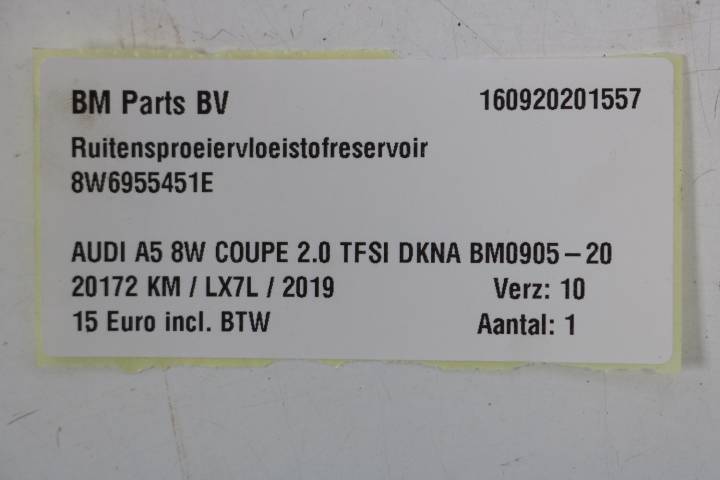 BM Parts BV 160920201557
Ruitensproeiervloeistofreservoir
8W6955451E
AUDI A5 8W COUPE 2.0 TFSI DKNA BM0905-20
20172 KM / LX7L / 2019 Verz: 10
15 Euro incl. BTW Aantal: 1